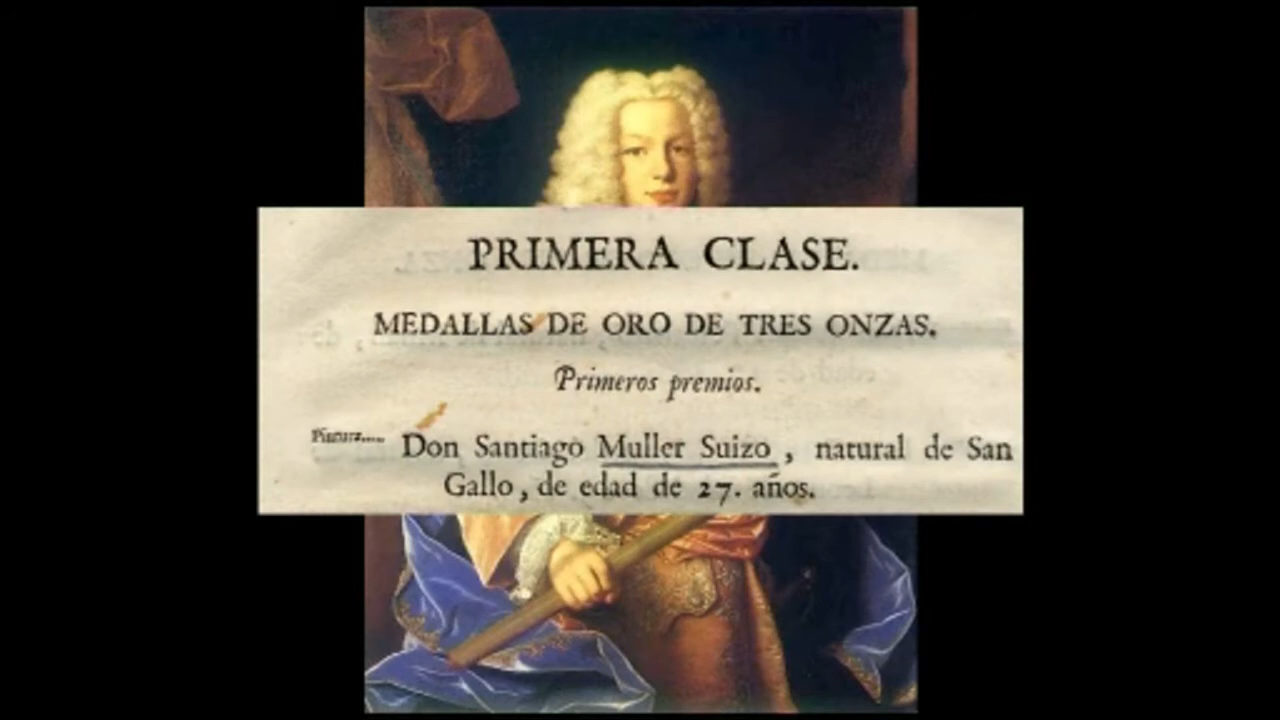 PRIMERA CLASE.
MEDALLAS DE ORO DE TRES ONZAS.
Primeros premios.
Pintura..... Don Santiago Muller Suizo, natural de San
Gallo, de edad de 27. años.